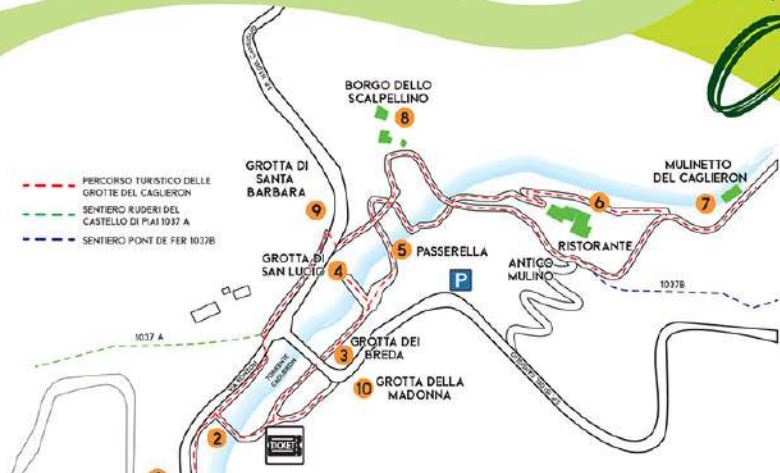 BORGO DELLO
SCALPELLINO
8
GROTTA DI
SANTA
BARBARA
9
MULINETTO
DEL CAGLIERON
7
PERCORSO TURISTICO DELLE
GROTTE DEL CAGLIERON
SENTIERO RUDERI DEL
CASTELLO DI PIAI 1037 A
SENTIERO PONT DE FER 1037B
6
RISTORANTE
5
PASSERELLA
GROTTA DI
SAN LUCIO
4
P
ANTICO
MULINO
1037B
1037 A
3
GROTTA DEI
BREDA
TORRENTE
CAGLIERON
10
GROTTA DELLA
MADONNA
2
TICKET